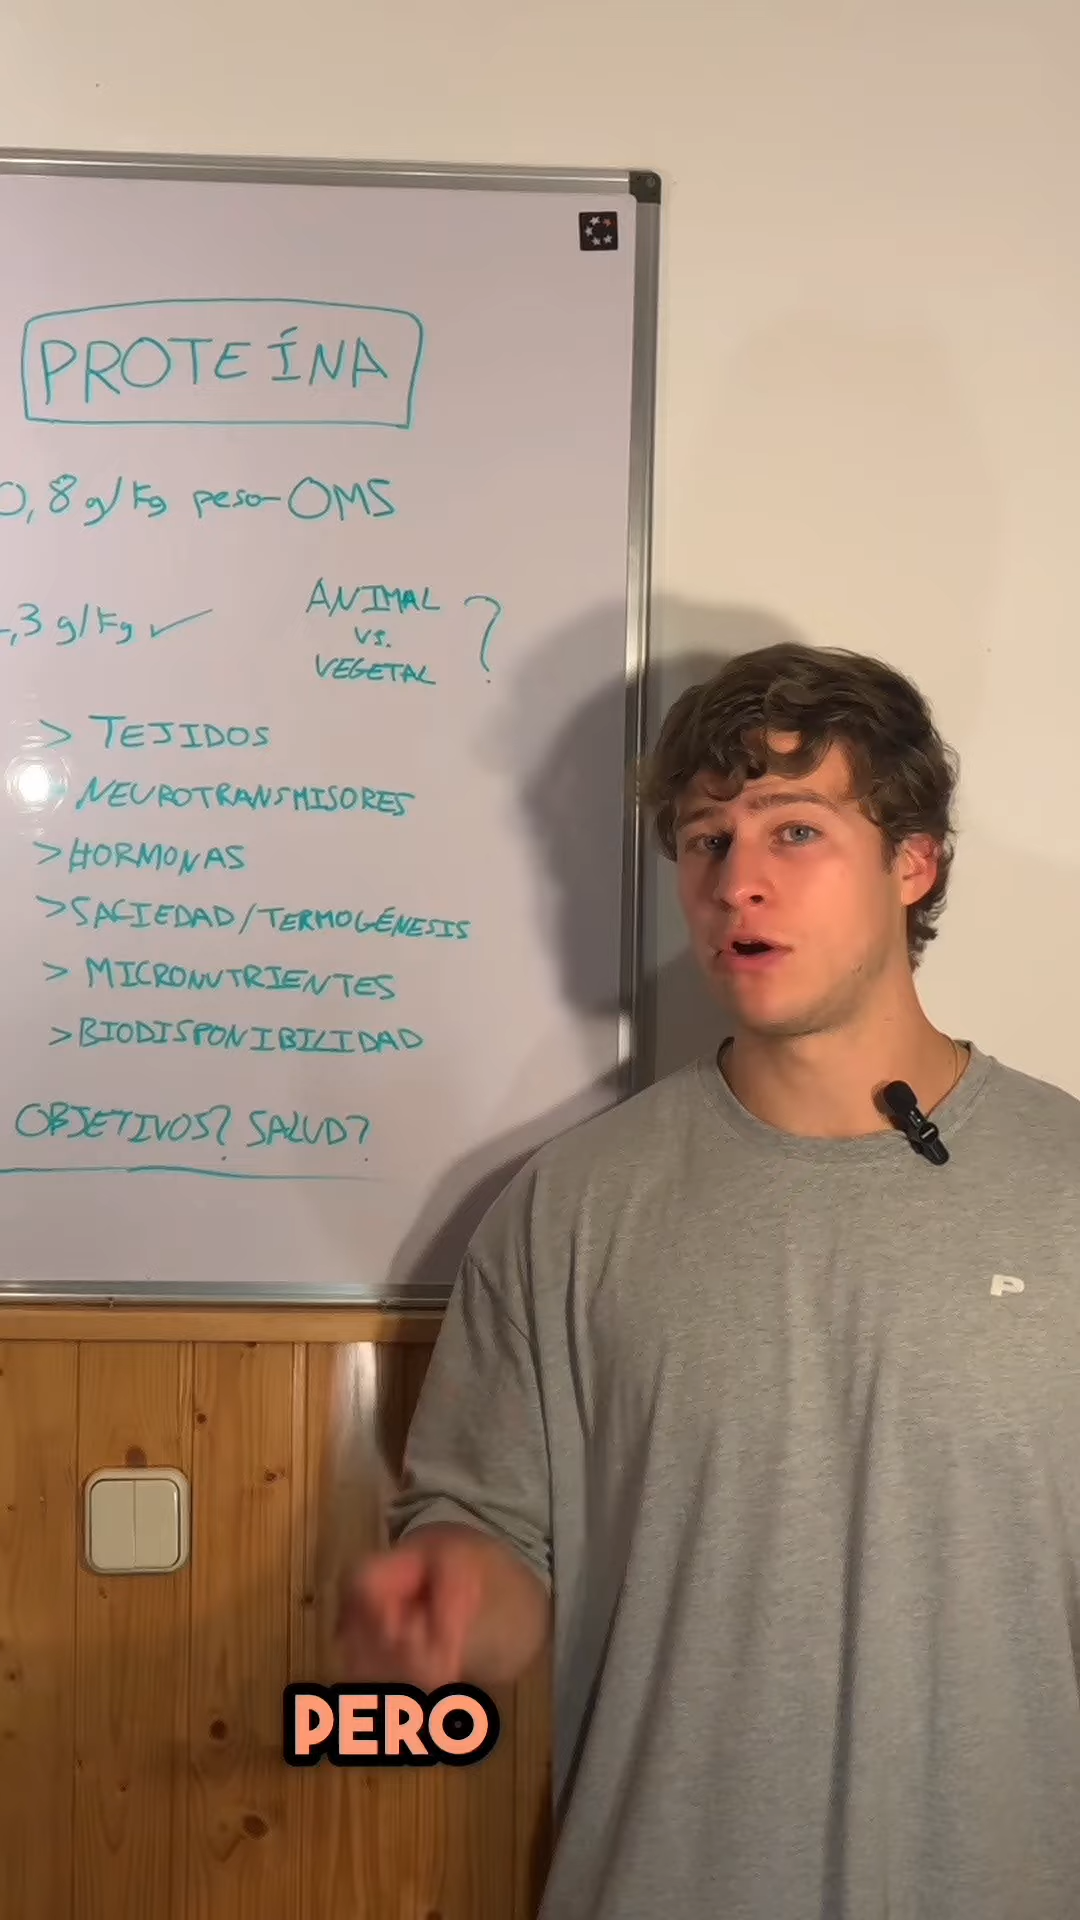 PROTEÍNA
0,8 g/Kg peso - OMS
,3 g/Kg ✓
ANIMAL
vs.
VEGETAL
?
> TEJIDOS
NEUROTRANSMISORES
> HORMONAS
> SACIEDAD/TERMOGÉNESIS
> MICRONUTRIENTES
> BIODISPONIBILIDAD
OBJETIVOS? SALUD?
P
PERO